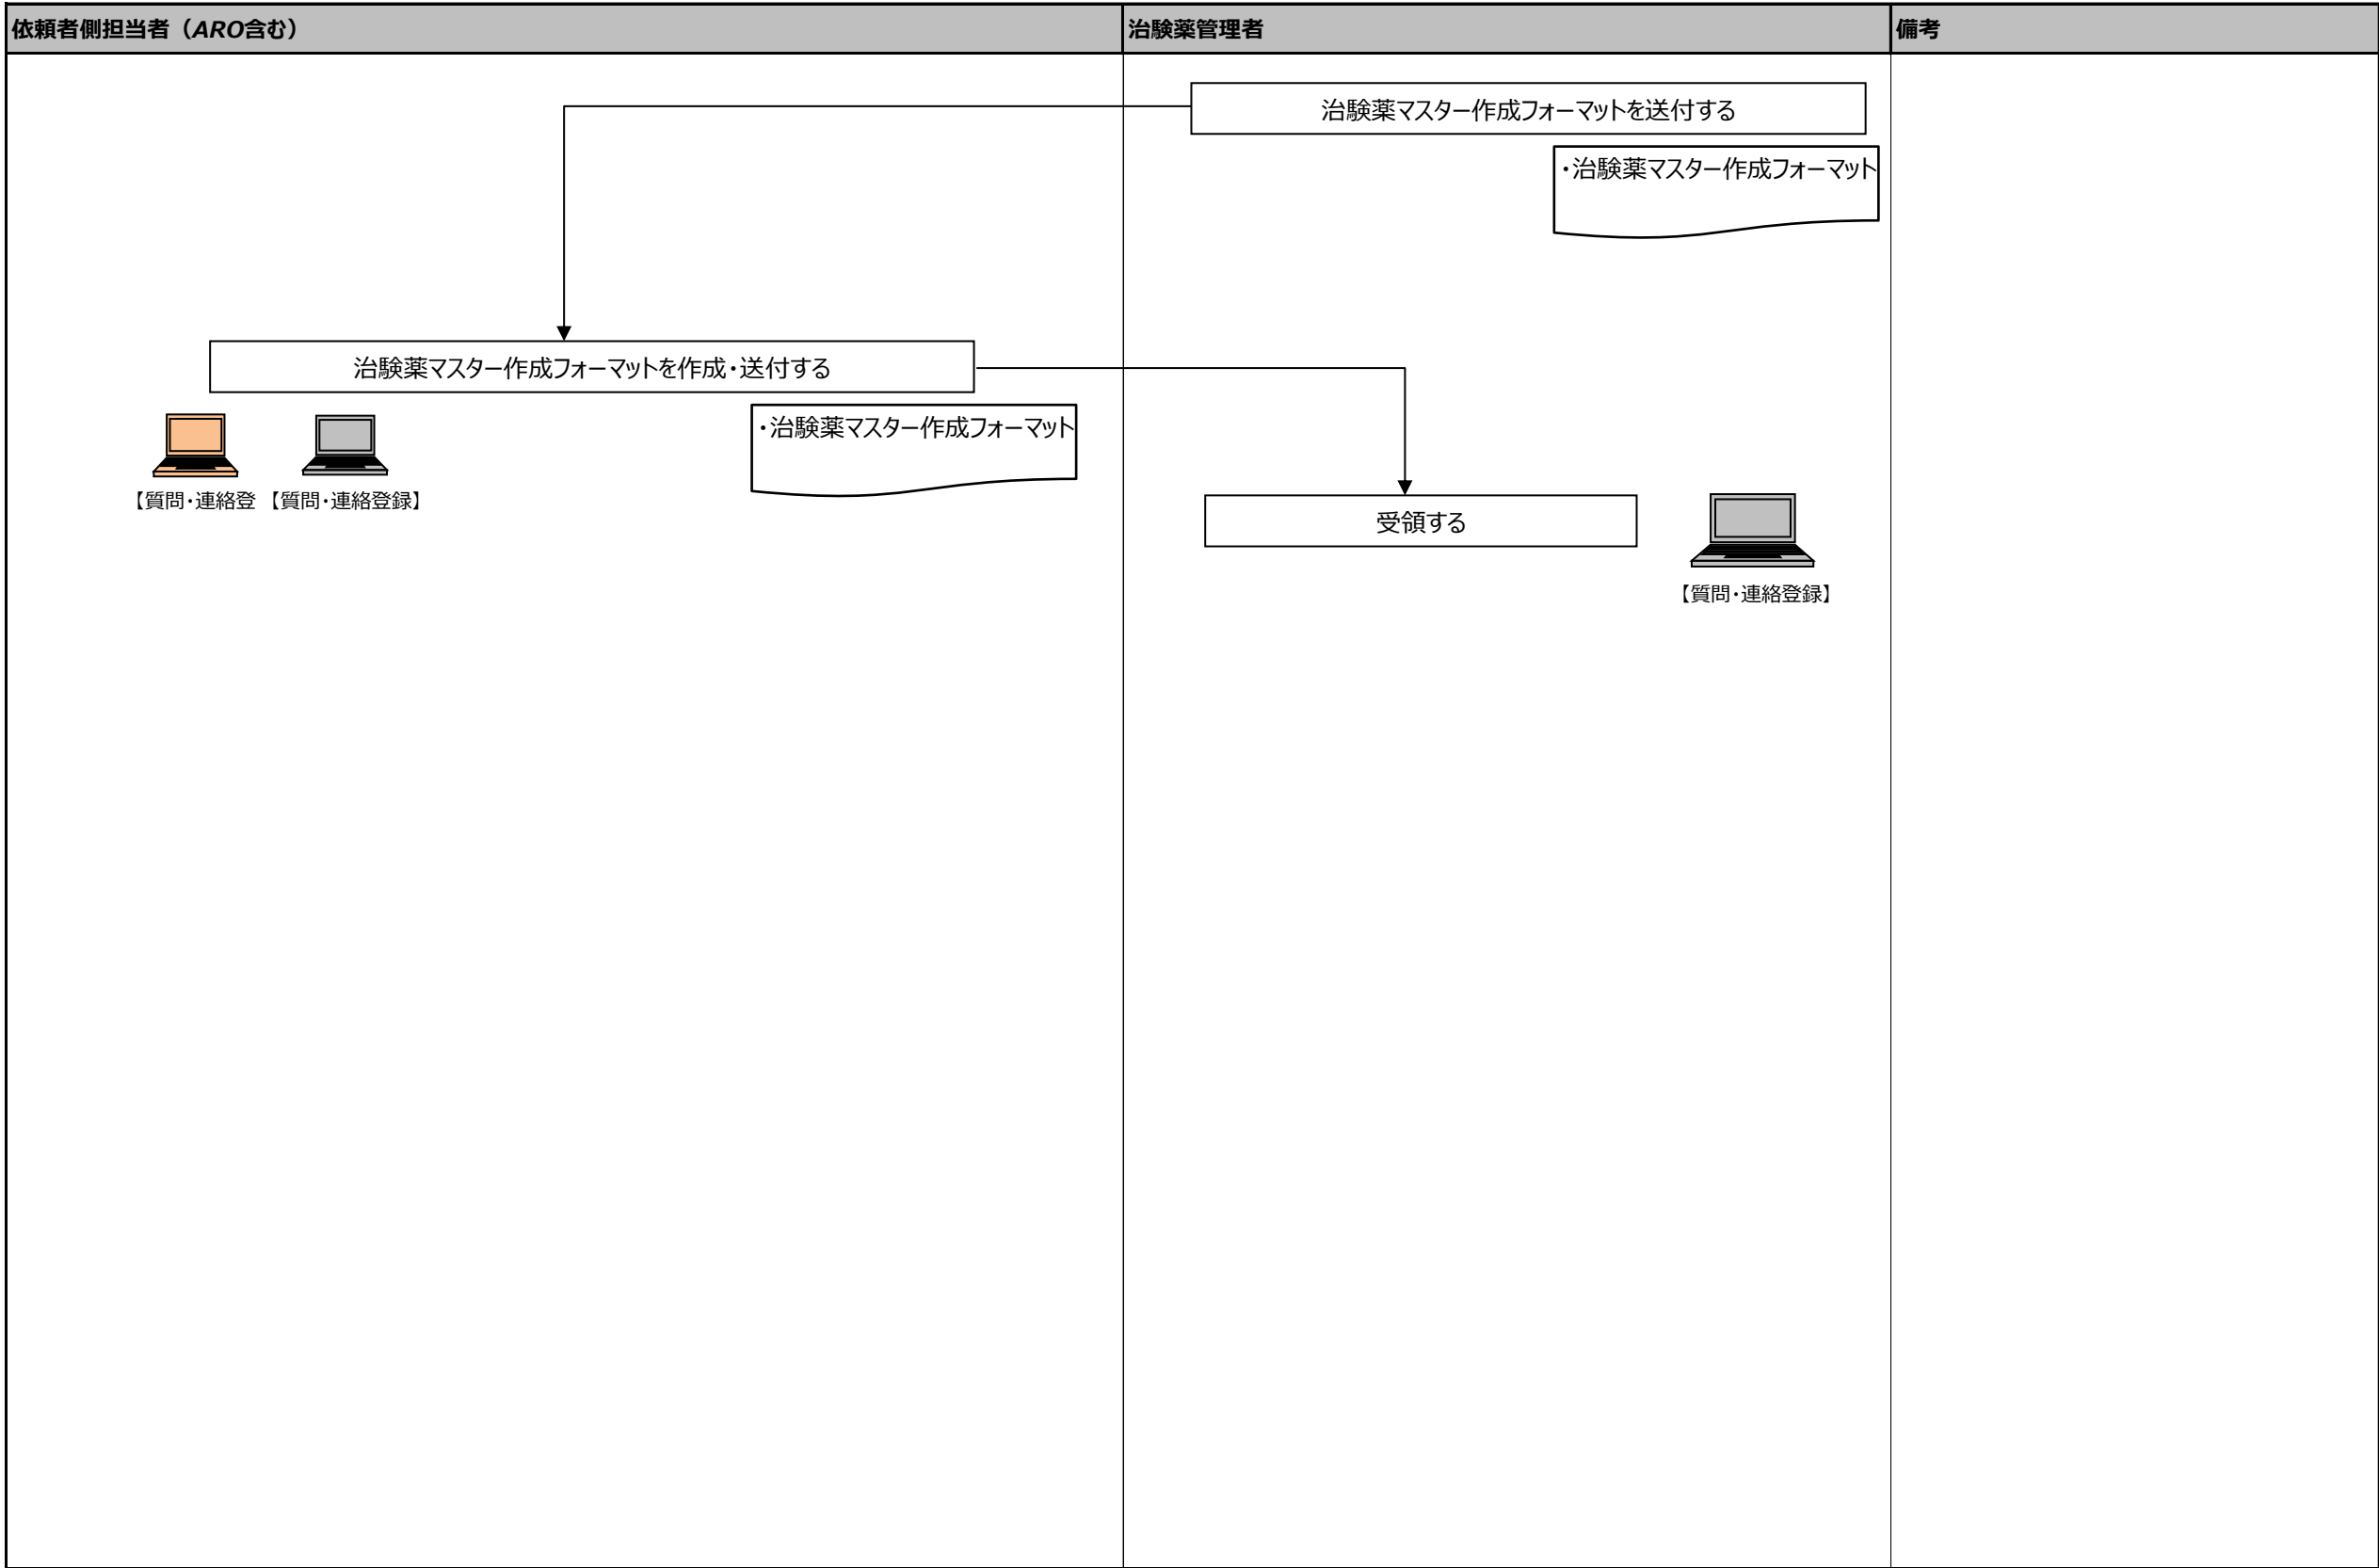 依頼者側担当者（ARO含む）
治験薬管理者
備考
治験薬マスター作成フォーマットを送付する
・治験薬マスター作成フォーマット
治験薬マスター作成フォーマットを作成・送付する
・治験薬マスター作成フォーマット
【質問・連絡登
【質問・連絡登録】
受領する
【質問・連絡登録】